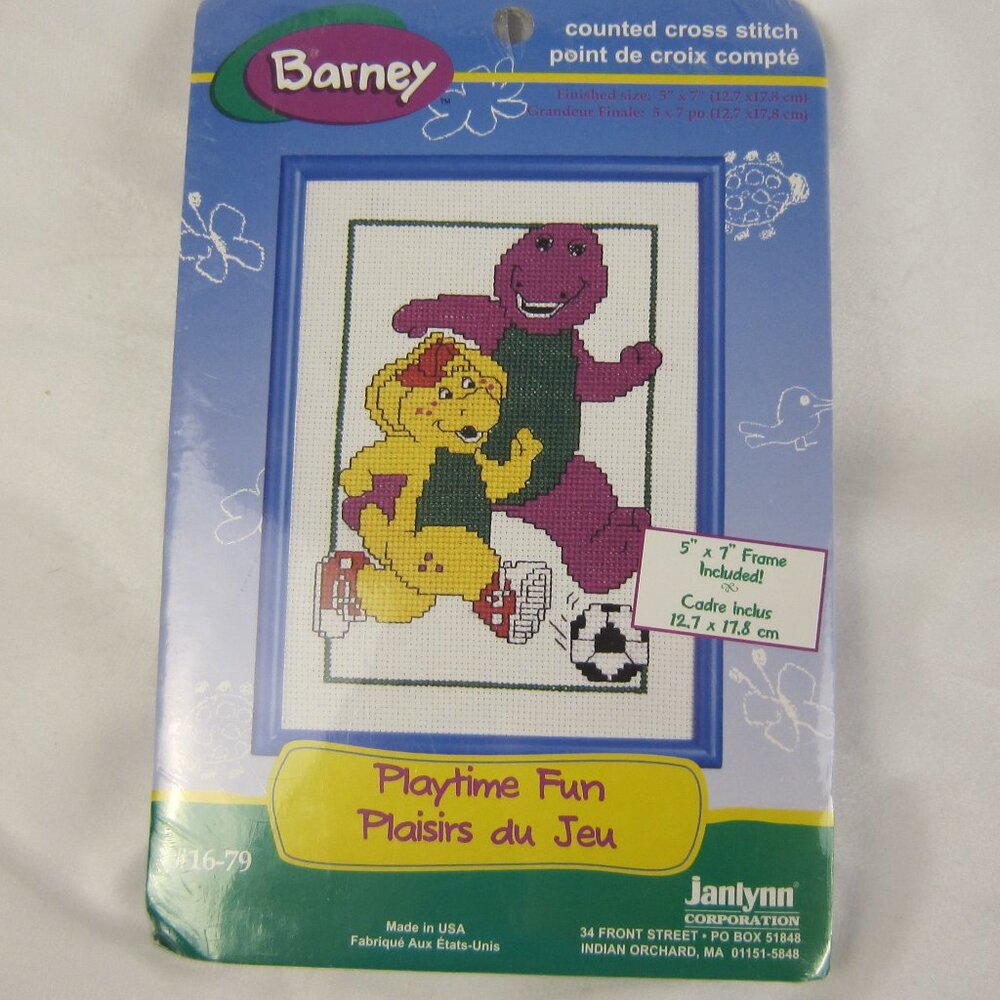 Barney™
counted cross stitch
point de croix compté
Finished size: 5" x 7" (12,7 x17,8 cm)
Grandeur Finale: 5 x 7 po (12,7 x17,8 cm)
5" x 7" Frame
Included!
Cadre inclus
12.7 x 17.8 cm
Playtime Fun
Plaisirs du Jeu
#16-79
Made in USA
Fabriqué Aux États-Unis
janlynn®
CORPORATION
34 FRONT STREET • PO BOX 51848
INDIAN ORCHARD, MA 01151-5848